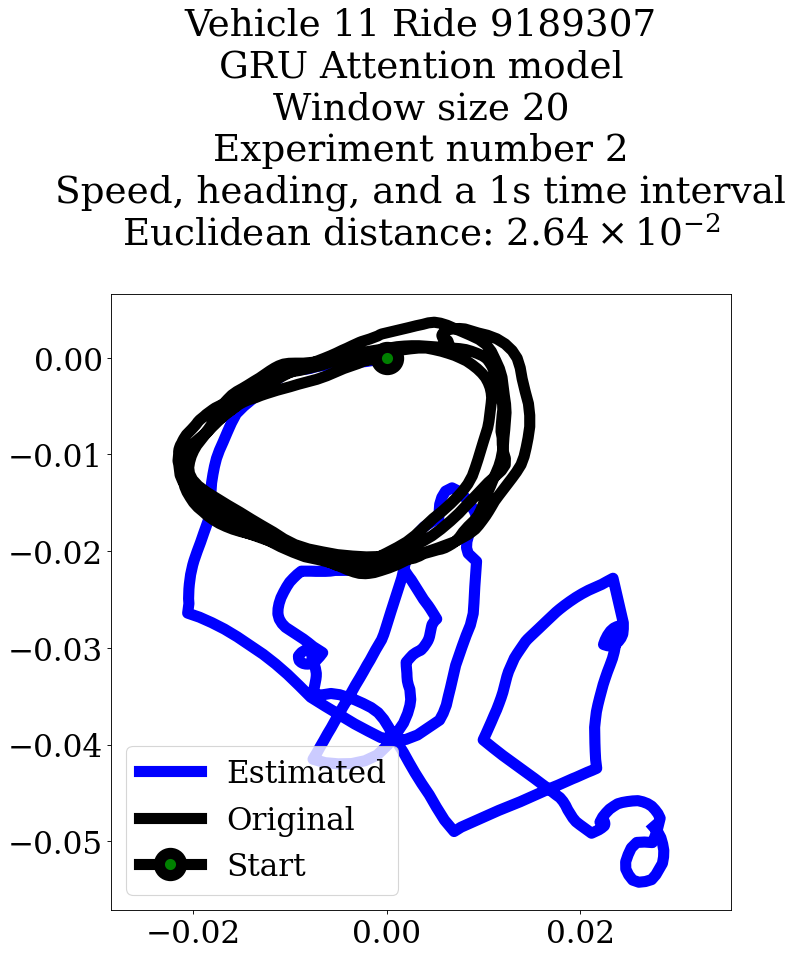 Vehicle 11 Ride 9189307
GRU Attention model
Window size 20
Experiment number 2
Speed, heading, and a 1s time interval
Euclidean distance: 2.64 × 10⁻²
0.00
−0.01
−0.02
−0.03
−0.04
−0.05
Estimated
Original
Start
−0.02 0.00 0.02